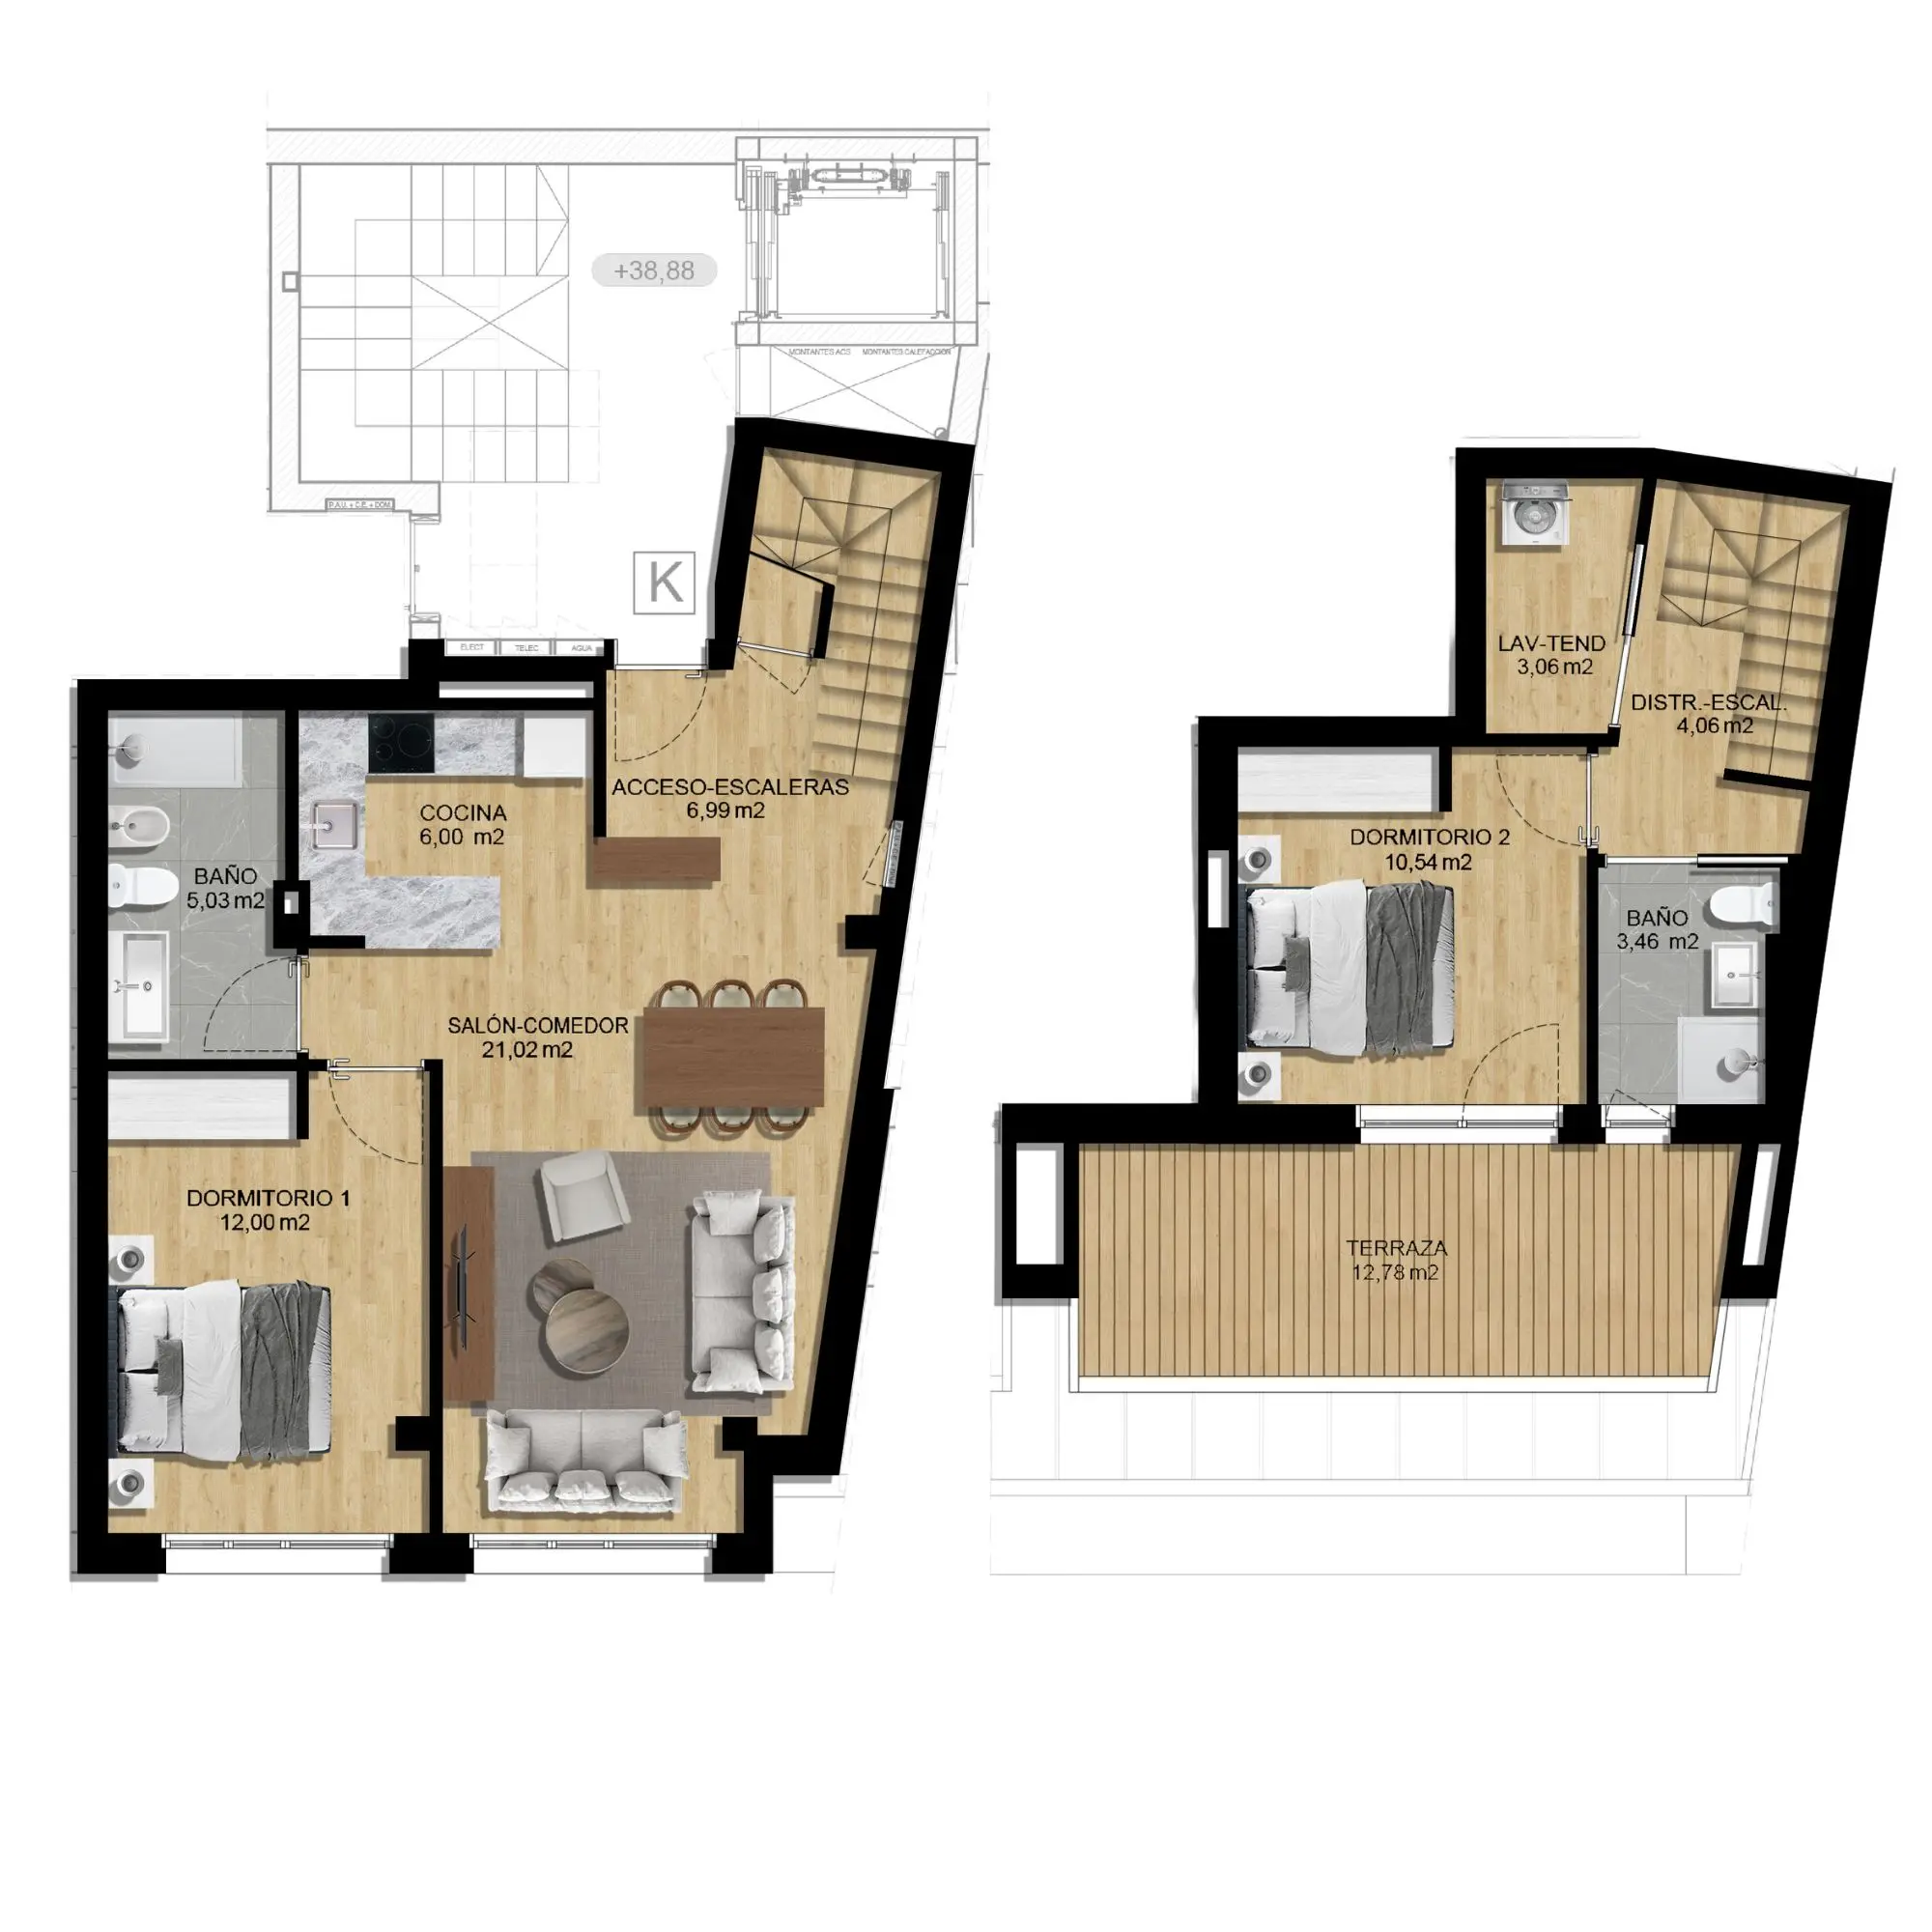 +38,88
MONTANTES ACS MONTANTES CALEFACCIÓN
P.A.U. + C.E. + DOM.
K
ELECT TELEC AGUA
ACCESO-ESCALERAS
6,99 m2
COCINA
6,00 m2
BAÑO
5,03 m2
SALÓN-COMEDOR
21,02 m2
DORMITORIO 1
12,00 m2
LAV-TEND
3,06 m2
DISTR.-ESCAL.
4,06 m2
DORMITORIO 2
10,54 m2
BAÑO
3,46 m2
TERRAZA
12,78 m2